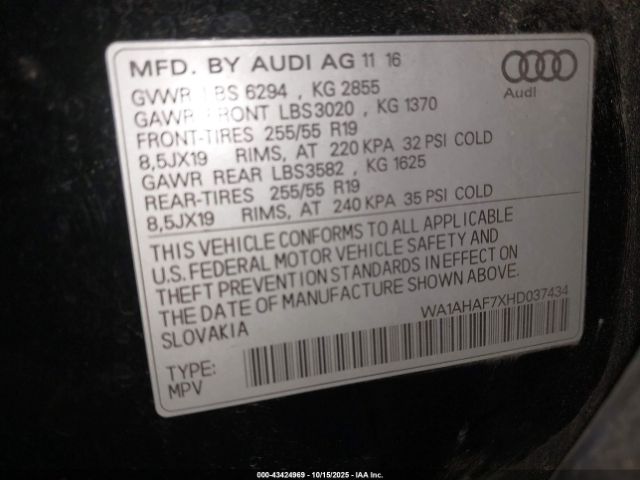 MFD. BY AUDI AG 11 16
Audi
GVWR LBS 6294 , KG 2855
GAWR FRONT LBS3020 , KG 1370
FRONT-TIRES 255/55 R19
8,5JX19 RIMS, AT 220 KPA 32 PSI COLD
GAWR REAR LBS3582 , KG 1625
REAR-TIRES 255/55 R19
8,5JX19 RIMS, AT 240 KPA 35 PSI COLD
THIS VEHICLE CONFORMS TO ALL APPLICABLE
U.S. FEDERAL MOTOR VEHICLE SAFETY AND
THEFT PREVENTION STANDARDS IN EFFECT ON
THE DATE OF MANUFACTURE SHOWN ABOVE.
SLOVAKIA
WA1AHAF7XHD037434
TYPE:
MPV
000-43424969 - 10/15/2025 - IAA Inc.